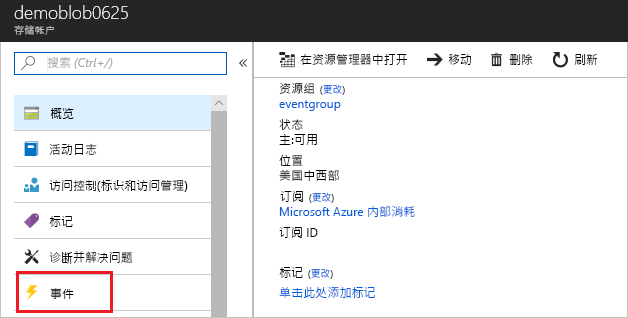 demoblob0625
存储帐户
搜索 (Ctrl+/)
概览
活动日志
访问控制(标识和访问管理)
标记
诊断并解决问题
事件
在资源管理器中打开 移动 删除 刷新
资源组 (更改)
eventgroup
状态
主:可用
位置
美国中西部
订阅 (更改)
Microsoft Azure 内部消耗
订阅 ID
标记 (更改)
单击此处添加标记